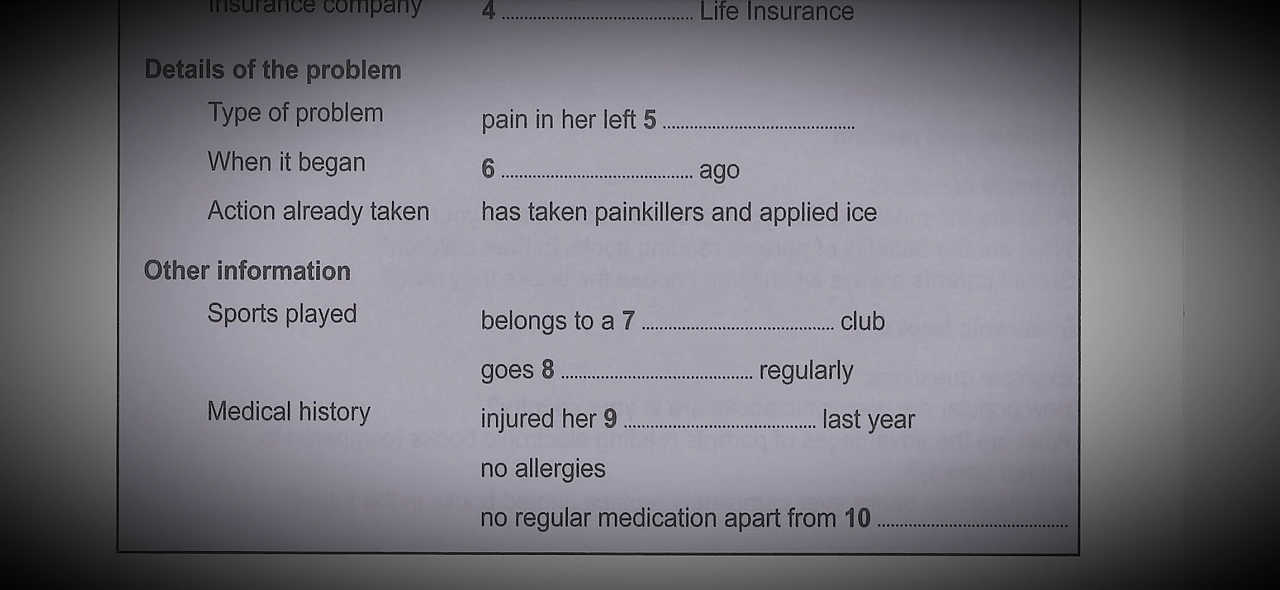 Insurance company 4 ........................................ Life Insurance
Details of the problem
Type of problem pain in her left 5 ........................................
When it began 6 ........................................ ago
Action already taken has taken painkillers and applied ice
Other information
Sports played belongs to a 7 ........................................ club
goes 8 ........................................ regularly
Medical history injured her 9 ........................................ last year
no allergies
no regular medication apart from 10 ........................................